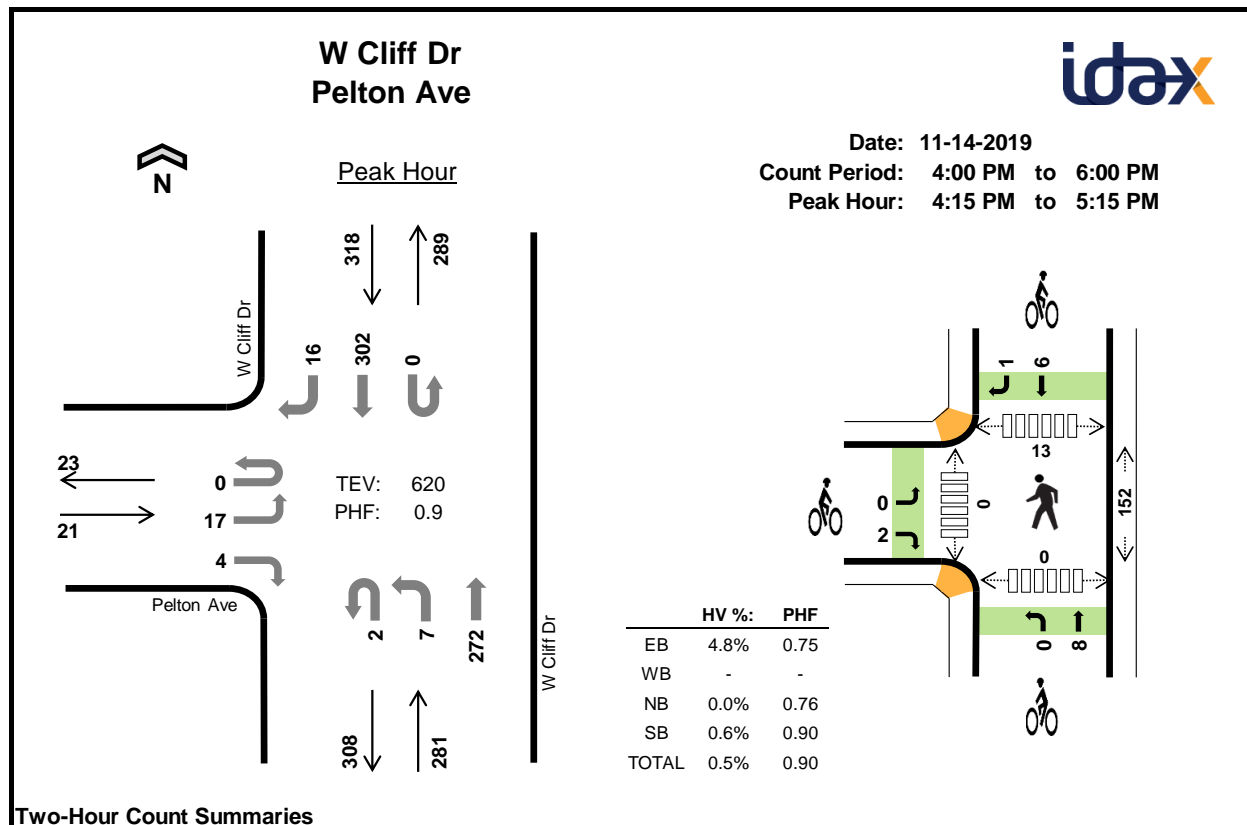 W Cliff Dr
Pelton Ave
idax
Date: 11-14-2019
Count Period: 4:00 PM to 6:00 PM
Peak Hour: 4:15 PM to 5:15 PM
N
Peak Hour
318
289
W Cliff Dr
16
302
0
23
21
0
17
4
TEV: 620
PHF: 0.9
Pelton Ave
2
7
272
W Cliff Dr
308
281
HV %: PHF
EB 4.8% 0.75
WB - -
NB 0.0% 0.76
SB 0.6% 0.90
TOTAL 0.5% 0.90
1
6
13
0
2
0
152
0
0
8
Two-Hour Count Summaries